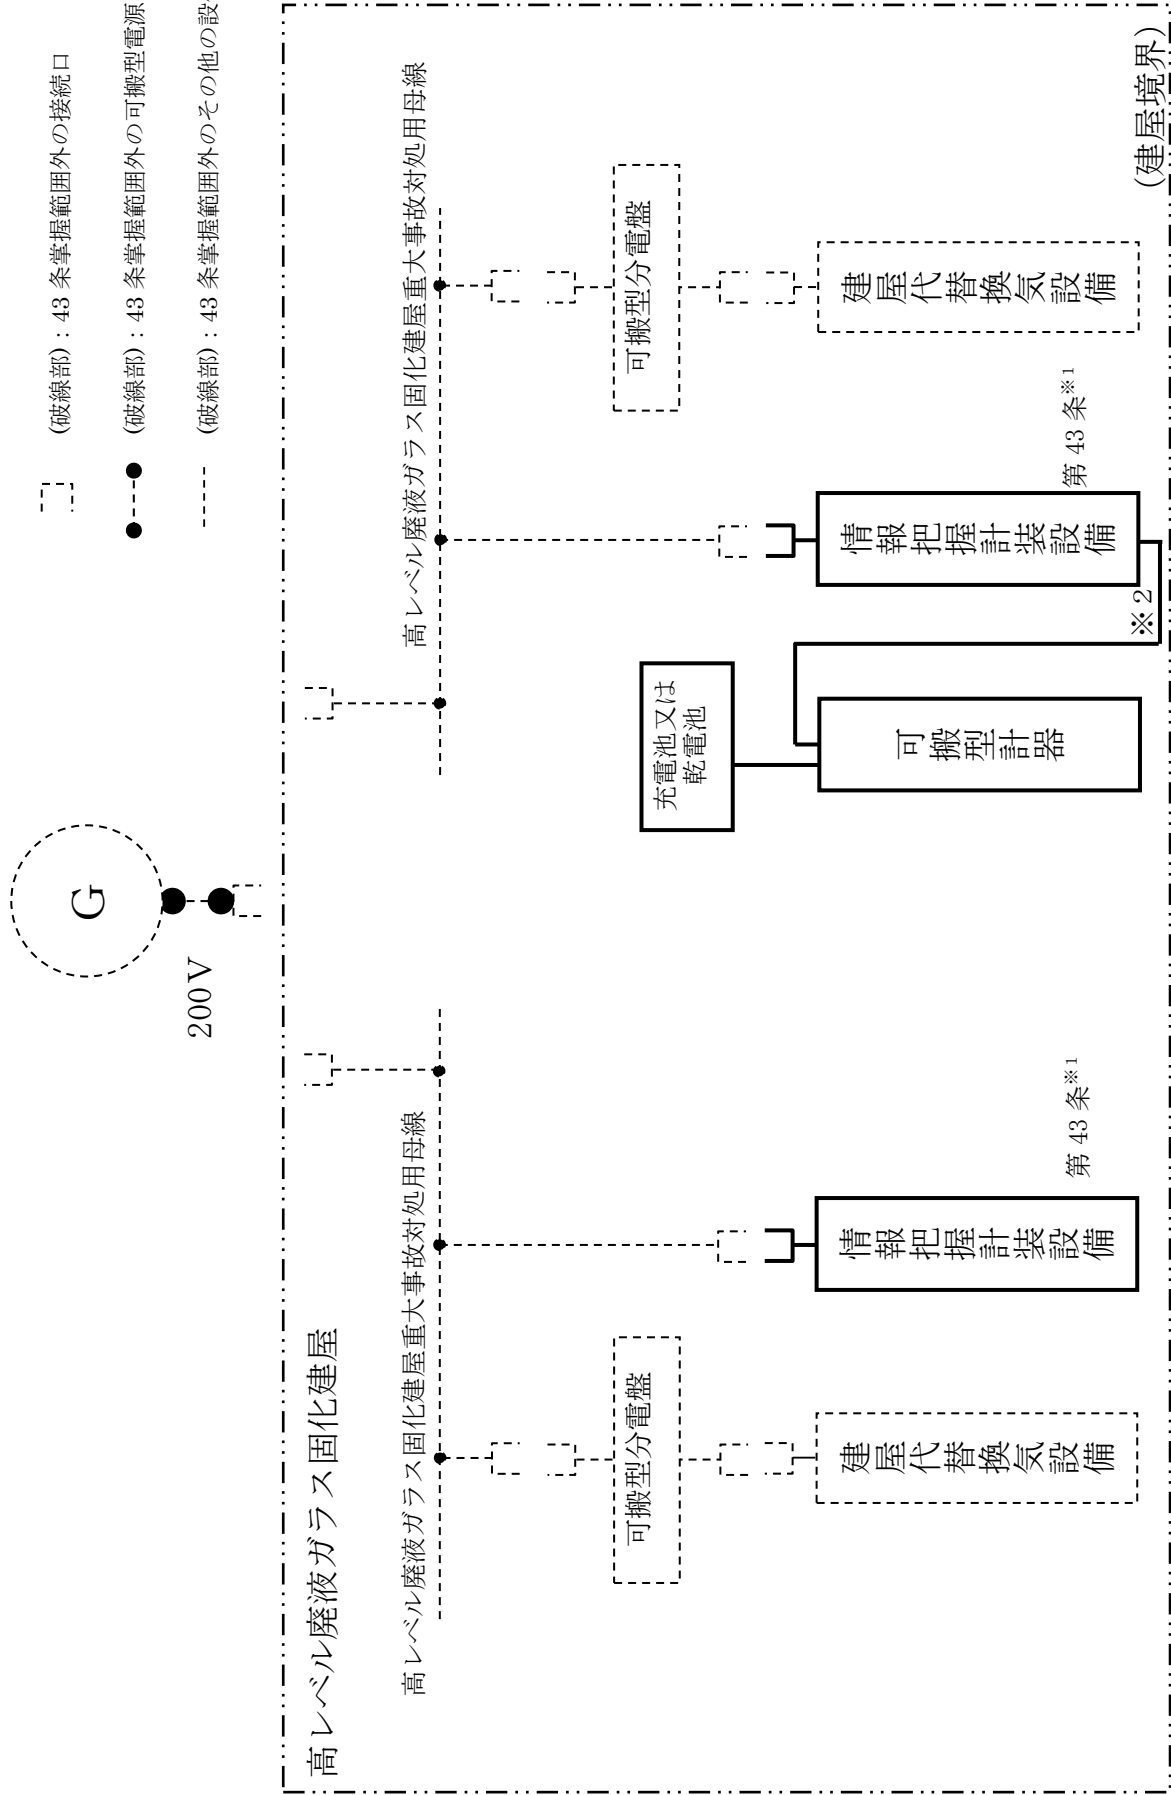 (破線部)：43 条掌握範囲外の接続口
(破線部)：43 条掌握範囲外の可搬型電源
(破線部)：43 条掌握範囲外のその他の設
G
200V
高レベル廃液ガラス固化建屋
高レベル廃液ガラス固化建屋重大事故対処用母線
高レベル廃液ガラス固化建屋重大事故対処用母線
可搬型分電盤
可搬型分電盤
充電池又は
乾電池
建屋代替換気設備
情報把握計装設備
第 43 条※1
可搬型計器
※2
情報把握計装設備
第 43 条※1
建屋代替換気設備
(建屋境界)